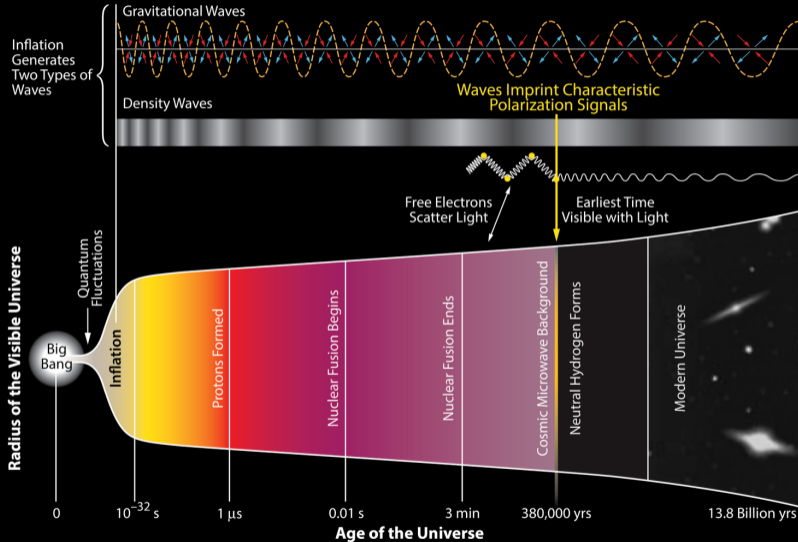 Gravitational Waves
Inflation
Generates
Two Types of
Waves
Waves Imprint Characteristic
Polarization Signals
Density Waves
Free Electrons
Scatter Light
Earliest Time
Visible with Light
Radius of the Visible Universe
Quantum
Fluctuations
Big
Bang
Inflation
Protons Formed
Nuclear Fusion Begins
Nuclear Fusion Ends
Cosmic Microwave Background
Neutral Hydrogen Forms
Modern Universe
0
10−32 s
1 µs
0.01 s
3 min
380,000 yrs
13.8 Billion yrs
Age of the Universe